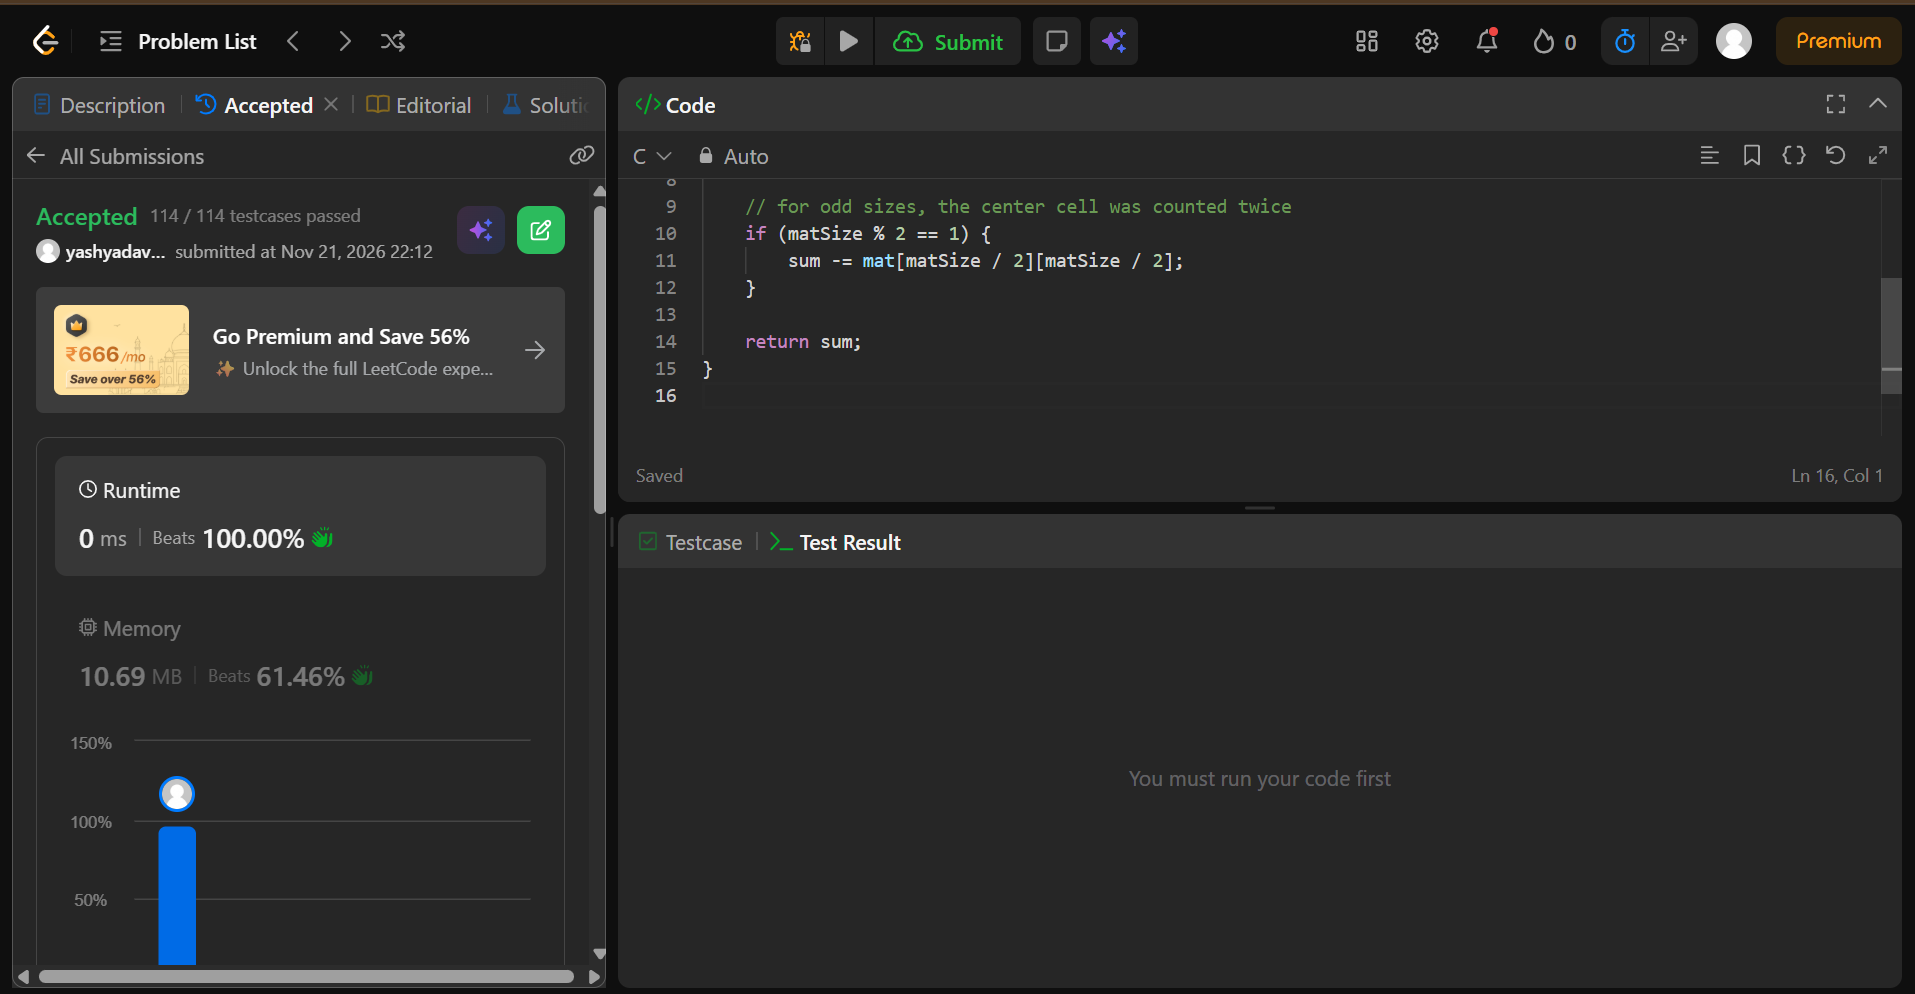 Problem List
Submit
0
Premium
Description
Accepted
Editorial
All Submissions
Accepted 114 / 114 testcases passed
yashyadav... submitted at Nov 21, 2026 22:12
₹666 /mo
Save over 56%
Go Premium and Save 56%
Unlock the full LeetCode expe...
Runtime
0 ms Beats 100.00%
Memory
10.69 MB Beats 61.46%
150%
100%
50%
</> Code
C Auto
9 // for odd sizes, the center cell was counted twice
10 if (matSize % 2 == 1) {
11 sum -= mat[matSize / 2][matSize / 2];
12 }
13
14 return sum;
15 }
16
Saved
Ln 16, Col 1
Testcase
Test Result
You must run your code first